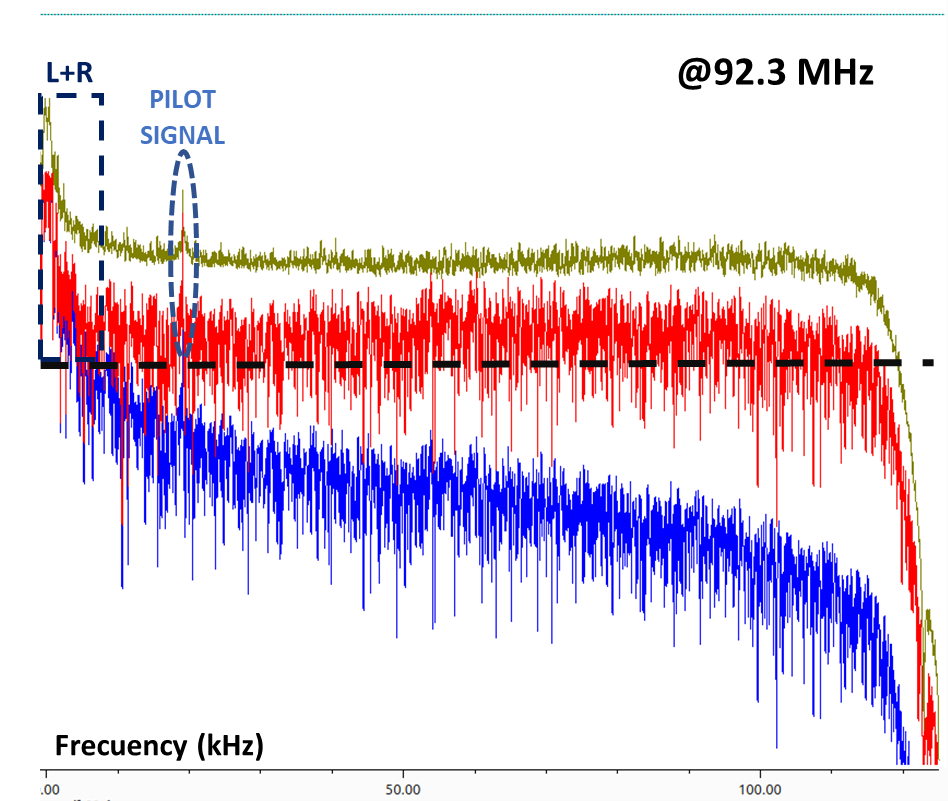 L+R
@92.3 MHz
PILOT
SIGNAL
Frecuency (kHz)
.00
50.00
100.00